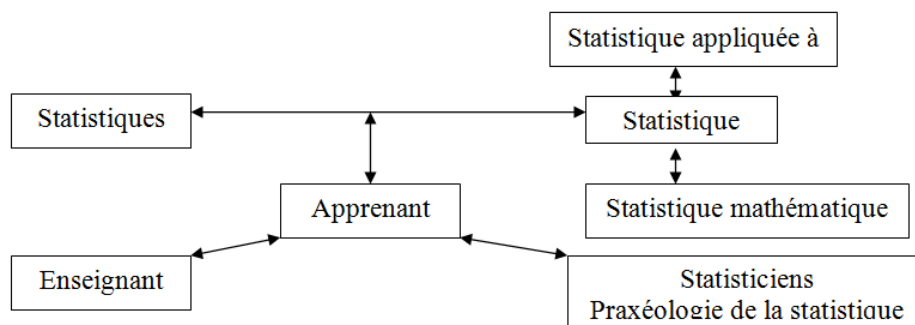 Statistique appliquée à
Statistiques
Statistique
Apprenant
Statistique mathématique
Enseignant
Statisticiens
Praxéologie de la statistique